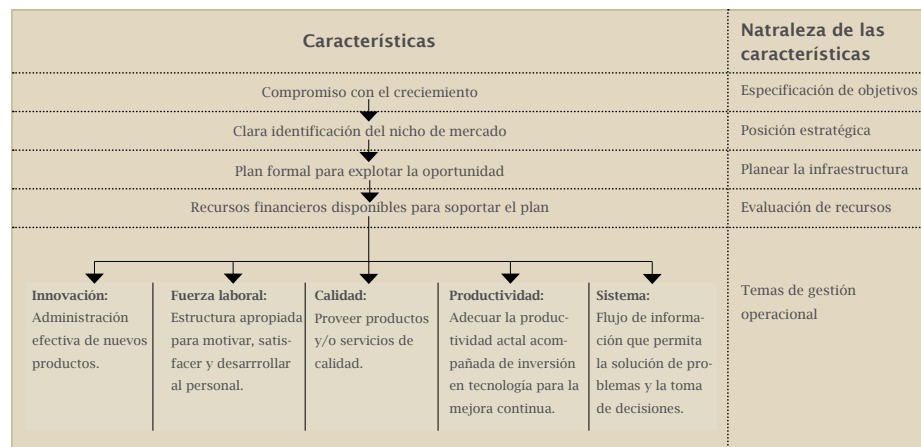 Características
Natraleza de las
características
Compromiso con el creciemiento
Especificación de objetivos
Clara identificación del nicho de mercado
Posición estratégica
Plan formal para explotar la oportunidad
Planear la infraestructura
Recursos financieros disponibles para soportar el plan
Evaluación de recursos
Innovación:
Administración
efectiva de nuevos
productos.
Fuerza laboral:
Estructura apropiada
para motivar, satis-
facer y desarrrollar
al personal.
Calidad:
Proveer productos
y/o servicios de
calidad.
Productividad:
Adecuar la produc-
tividad actal acom-
pañada de inversión
en tecnología para la
mejora continua.
Sistema:
Flujo de informa-
ción que permita
la solución de pro-
blemas y la toma
de decisiones.
Temas de gestión
operacional